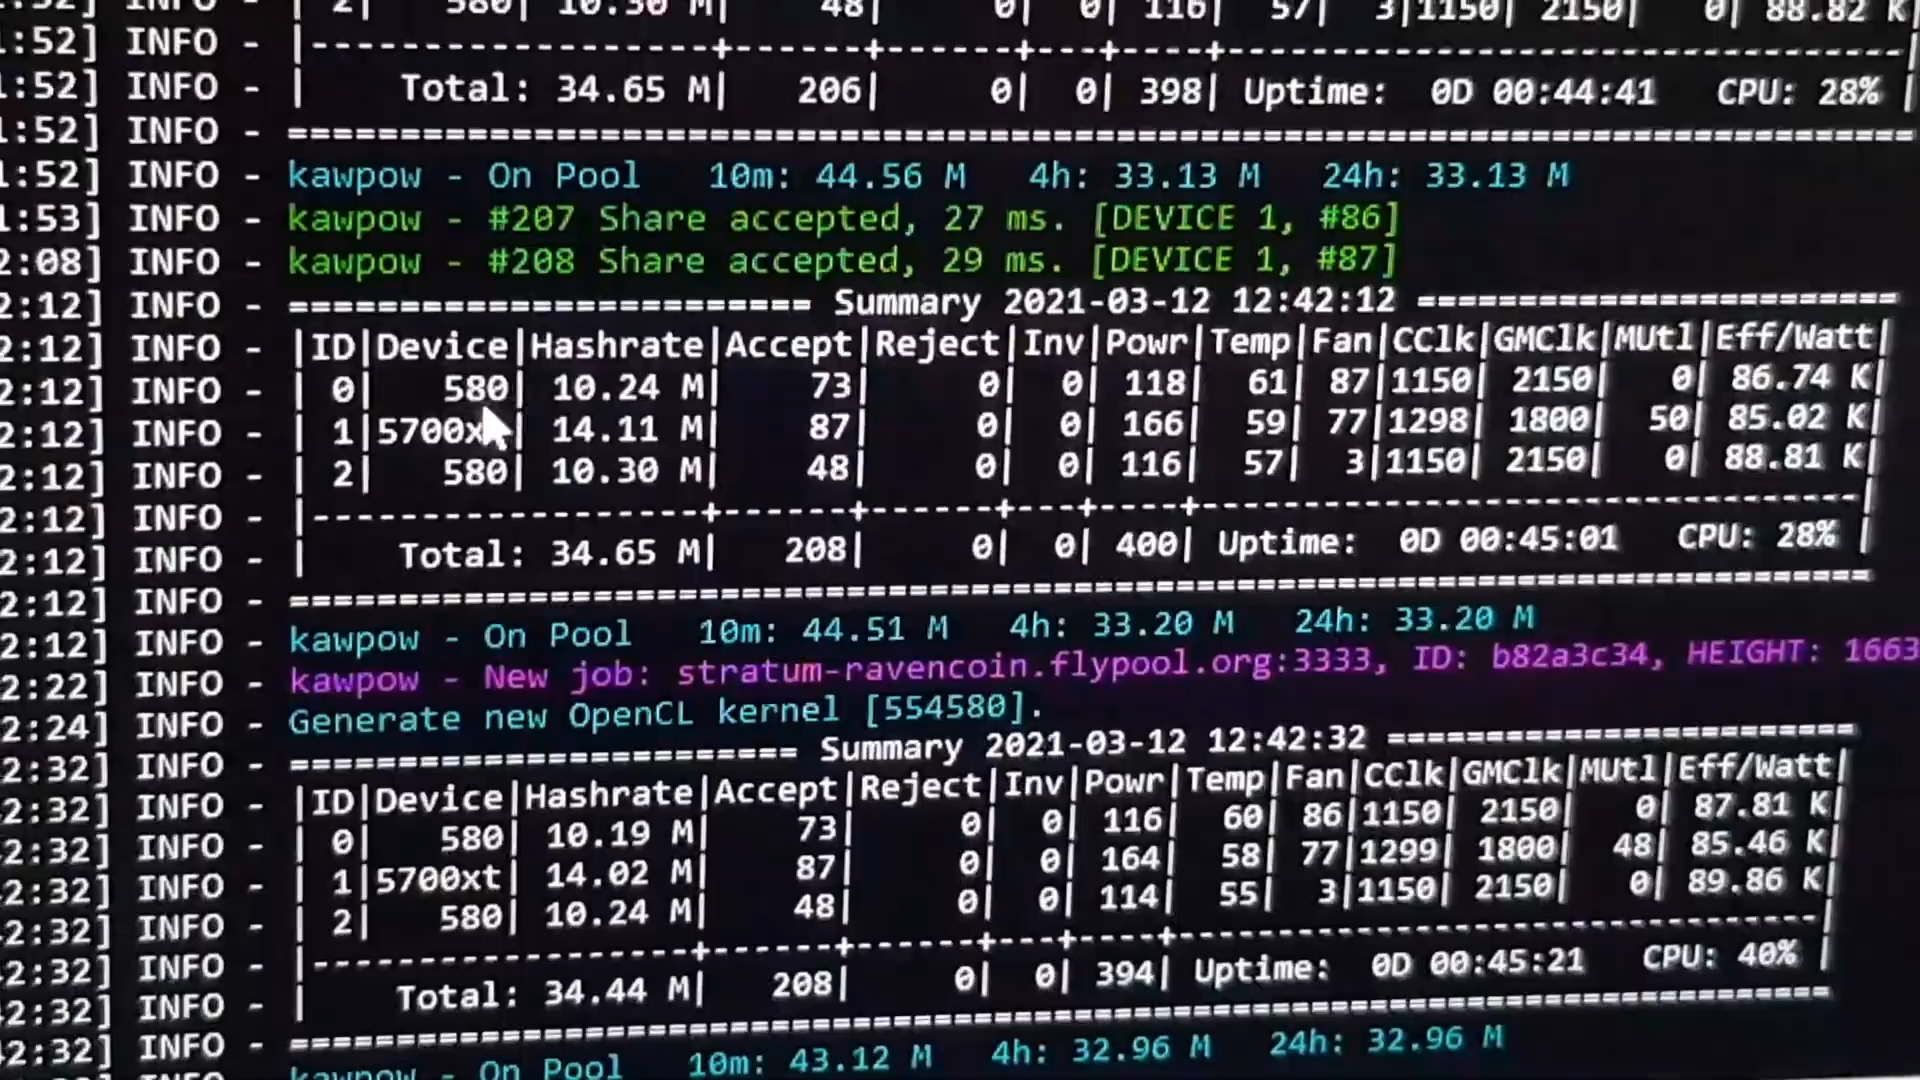 2| 580| 10.30 M| 48| 0| 0| 116| 57| 3|1150| 2150| 0| 88.82 K
1:52] INFO - |------------------+-------+-------+----+----+------------------------------------
1:52] INFO - | Total: 34.65 M| 206| 0| 0| 398| Uptime: 0D 00:44:41 CPU: 28% |
1:52] INFO - ==========================================================================
1:52] INFO - kawpow - On Pool 10m: 44.56 M 4h: 33.13 M 24h: 33.13 M
1:53] INFO - kawpow - #207 Share accepted, 27 ms. [DEVICE 1, #86]
2:08] INFO - kawpow - #208 Share accepted, 29 ms. [DEVICE 1, #87]
2:12] INFO - ======================== Summary 2021-03-12 12:42:12 ========================
2:12] INFO - |ID|Device|Hashrate|Accept|Reject|Inv|Powr|Temp|Fan|CClk|GMClk|MUtl|Eff/Watt|
2:12] INFO - | 0| 580| 10.24 M| 73| 0| 0| 118| 61| 87|1150| 2150| 0| 86.74 K|
2:12] INFO - | 1|5700x | 14.11 M| 87| 0| 0| 166| 59| 77|1298| 1800| 50| 85.02 K|
2:12] INFO - | 2| 580| 10.30 M| 48| 0| 0| 116| 57| 3|1150| 2150| 0| 88.81 K|
2:12] INFO - |------------------+-------+-------+----+----+------------------------------------|
2:12] INFO - | Total: 34.65 M| 208| 0| 0| 400| Uptime: 0D 00:45:01 CPU: 28% |
2:12] INFO - ==========================================================================
2:12] INFO - kawpow - On Pool 10m: 44.51 M 4h: 33.20 M 24h: 33.20 M
2:22] INFO - kawpow - New job: stratum-ravencoin.flypool.org:3333, ID: b82a3c34, HEIGHT: 1663
2:24] INFO - Generate new OpenCL kernel [554580].
2:32] INFO - ======================== Summary 2021-03-12 12:42:32 ========================
2:32] INFO - |ID|Device|Hashrate|Accept|Reject|Inv|Powr|Temp|Fan|CClk|GMClk|MUtl|Eff/Watt|
2:32] INFO - | 0| 580| 10.19 M| 73| 0| 0| 116| 60| 86|1150| 2150| 0| 87.81 K|
2:32] INFO - | 1|5700xt| 14.02 M| 87| 0| 0| 164| 58| 77|1299| 1800| 48| 85.46 K|
2:32] INFO - | 2| 580| 10.24 M| 48| 0| 0| 114| 55| 3|1150| 2150| 0| 89.86 K|
2:32] INFO - |------------------+-------+-------+----+----+------------------------------------|
2:32] INFO - | Total: 34.44 M| 208| 0| 0| 394| Uptime: 0D 00:45:21 CPU: 40% |
2:32] INFO - ==========================================================================
kawpow - On Pool 10m: 43.12 M 4h: 32.96 M 24h: 32.96 M